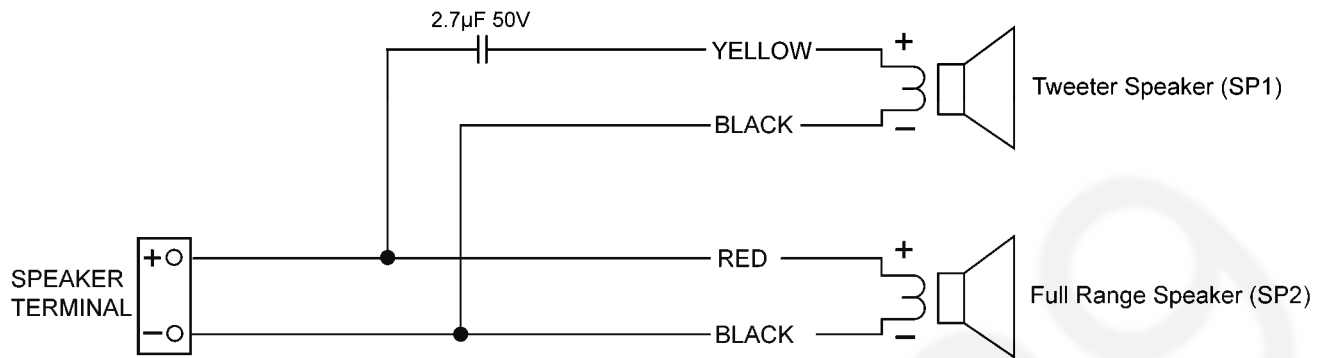 2.7µF 50V
YELLOW
+
Tweeter Speaker (SP1)
BLACK
−
+
RED
+
SPEAKER
TERMINAL
Full Range Speaker (SP2)
−
BLACK
−